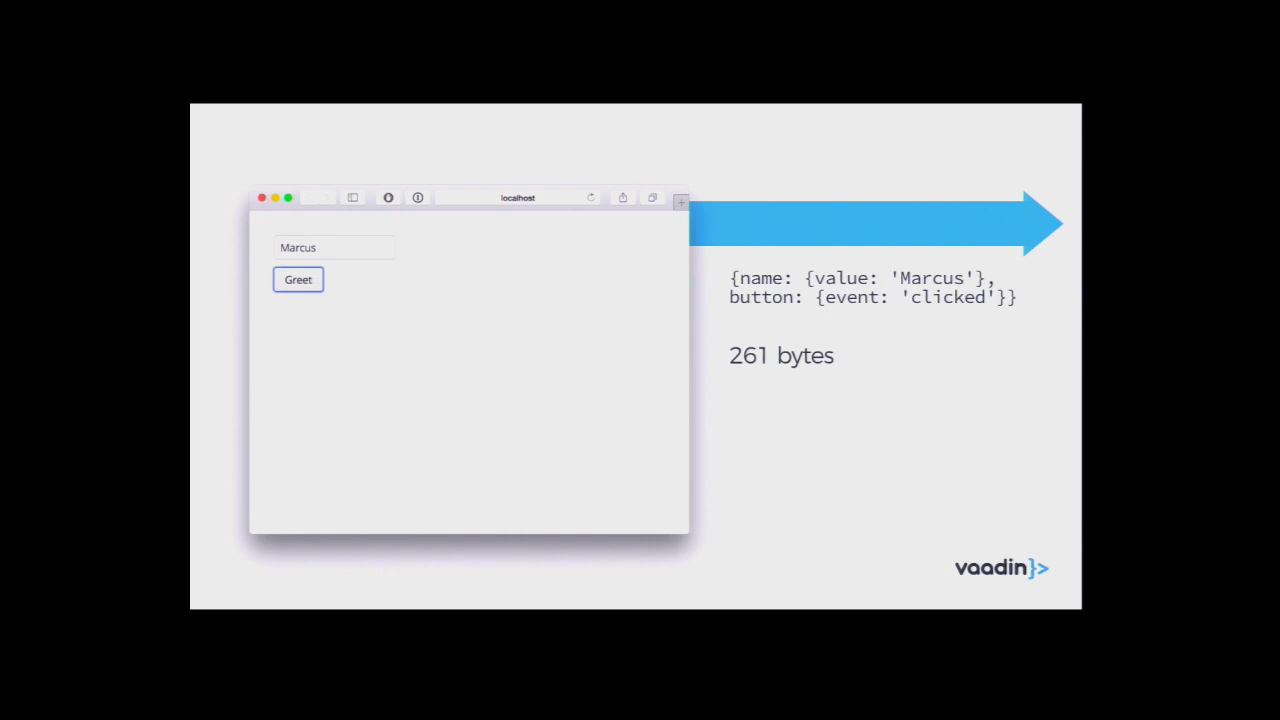 localhost
Marcus
Greet
{name: {value: 'Marcus'},
button: {event: 'clicked'}}
261 bytes
vaadin}>